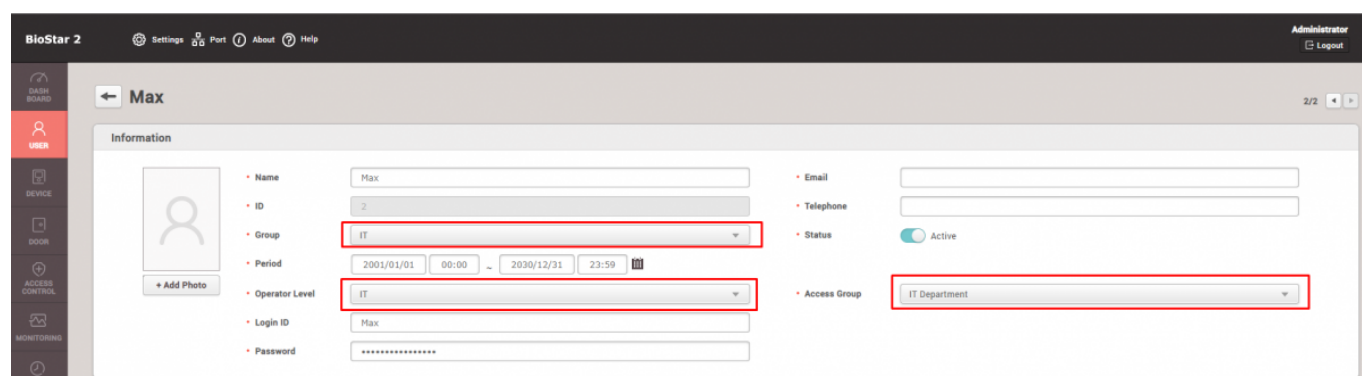 BioStar 2
Settings Port About Help
Administrator
Logout
DASH
BOARD
Max
2/2
USER
Information
DEVICE
DOOR
ACCESS
CONTROL
MONITORING
+ Add Photo
Name Max
ID 2
Group IT
Period 2001/01/01 00:00 ~ 2030/12/31 23:59
Operator Level IT
Login ID Max
Password ••••••••••••••••
Email
Telephone
Status Active
Access Group IT Department